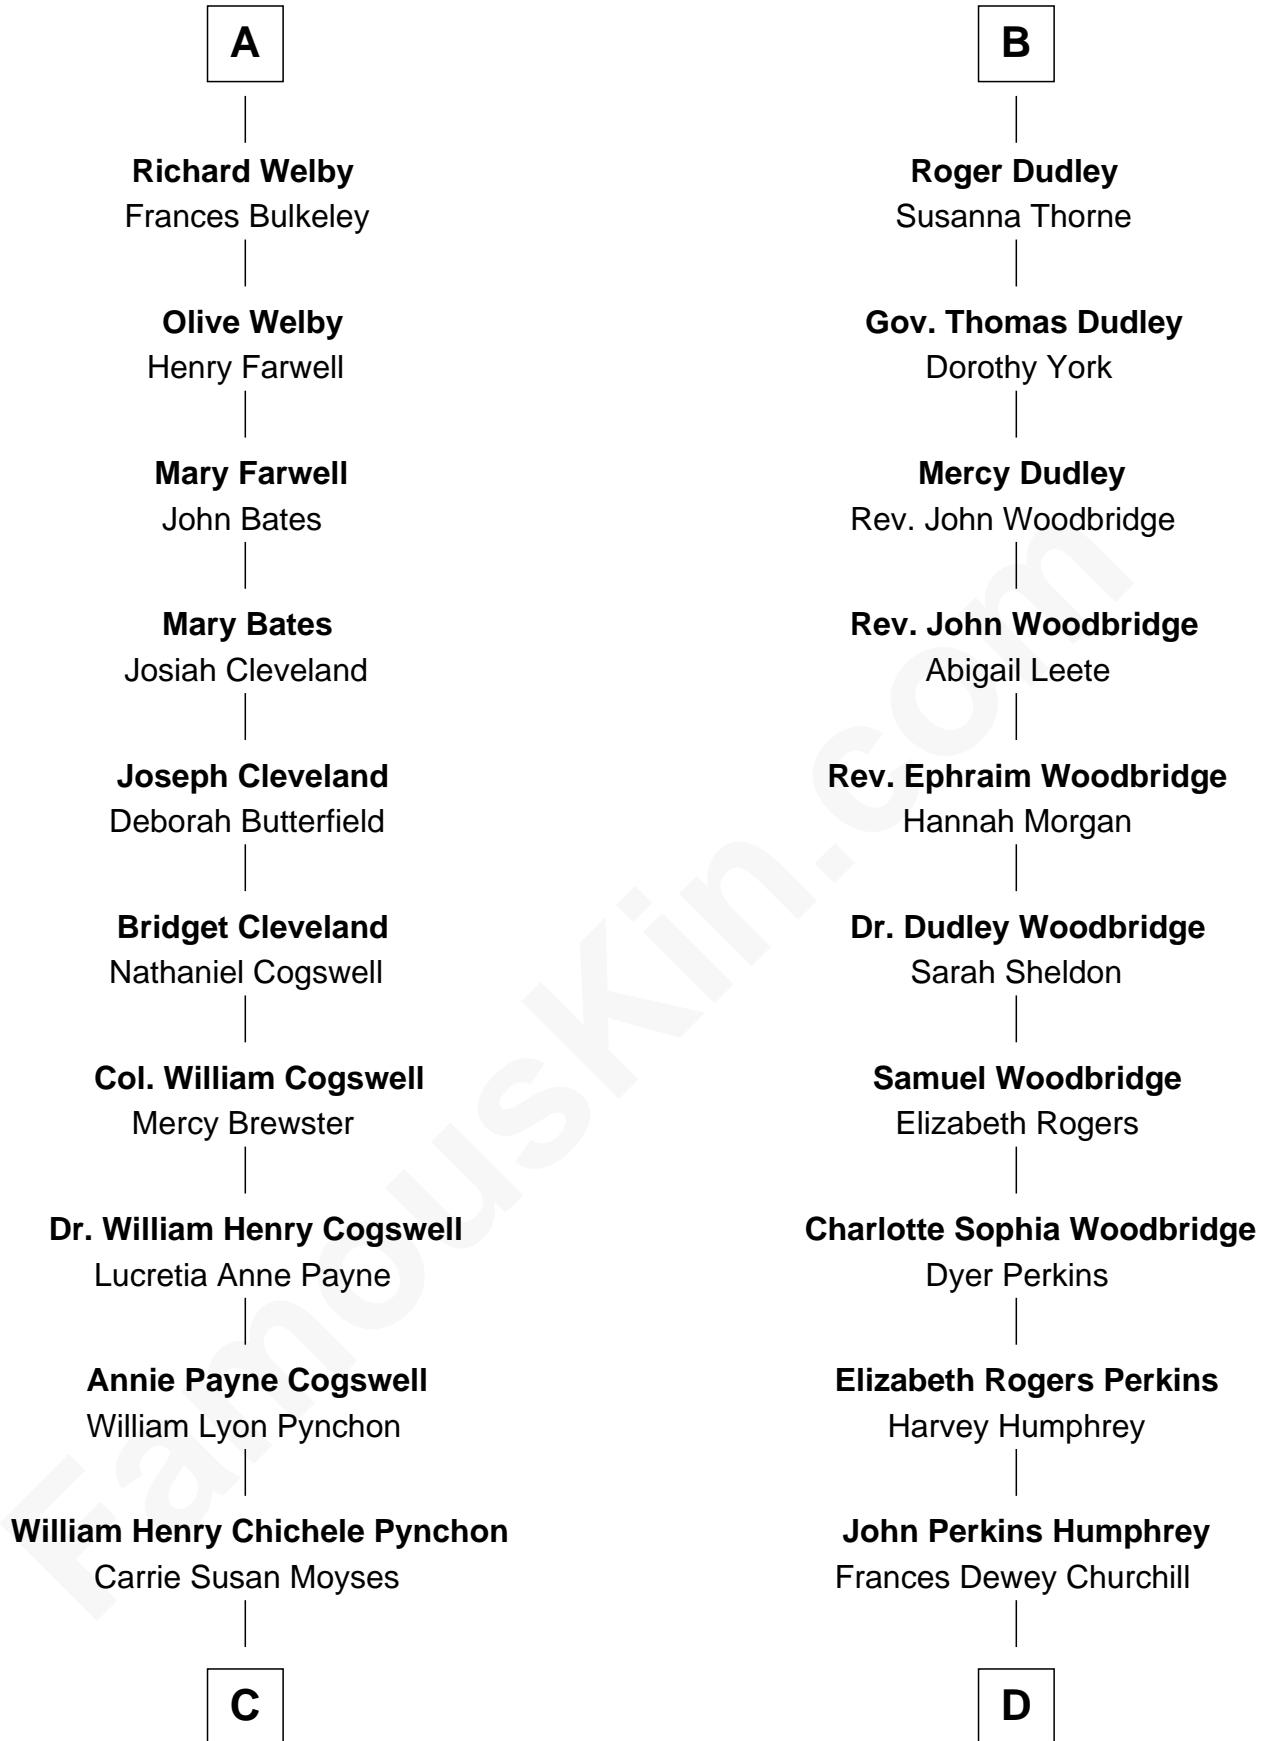 A
Richard Welby
Frances Bulkeley
Olive Welby
Henry Farwell
Mary Farwell
John Bates
Mary Bates
Josiah Cleveland
Joseph Cleveland
Deborah Butterfield
Bridget Cleveland
Nathaniel Cogswell
Col. William Cogswell
Mercy Brewster
Dr. William Henry Cogswell
Lucretia Anne Payne
Annie Payne Cogswell
William Lyon Pynchon
William Henry Chichele Pynchon
Carrie Susan Moyses
C
B
Roger Dudley
Susanna Thorne
Gov. Thomas Dudley
Dorothy York
Mercy Dudley
Rev. John Woodbridge
Rev. John Woodbridge
Abigail Leete
Rev. Ephraim Woodbridge
Hannah Morgan
Dr. Dudley Woodbridge
Sarah Sheldon
Samuel Woodbridge
Elizabeth Rogers
Charlotte Sophia Woodbridge
Dyer Perkins
Elizabeth Rogers Perkins
Harvey Humphrey
John Perkins Humphrey
Frances Dewey Churchill
D
FamousKin.com